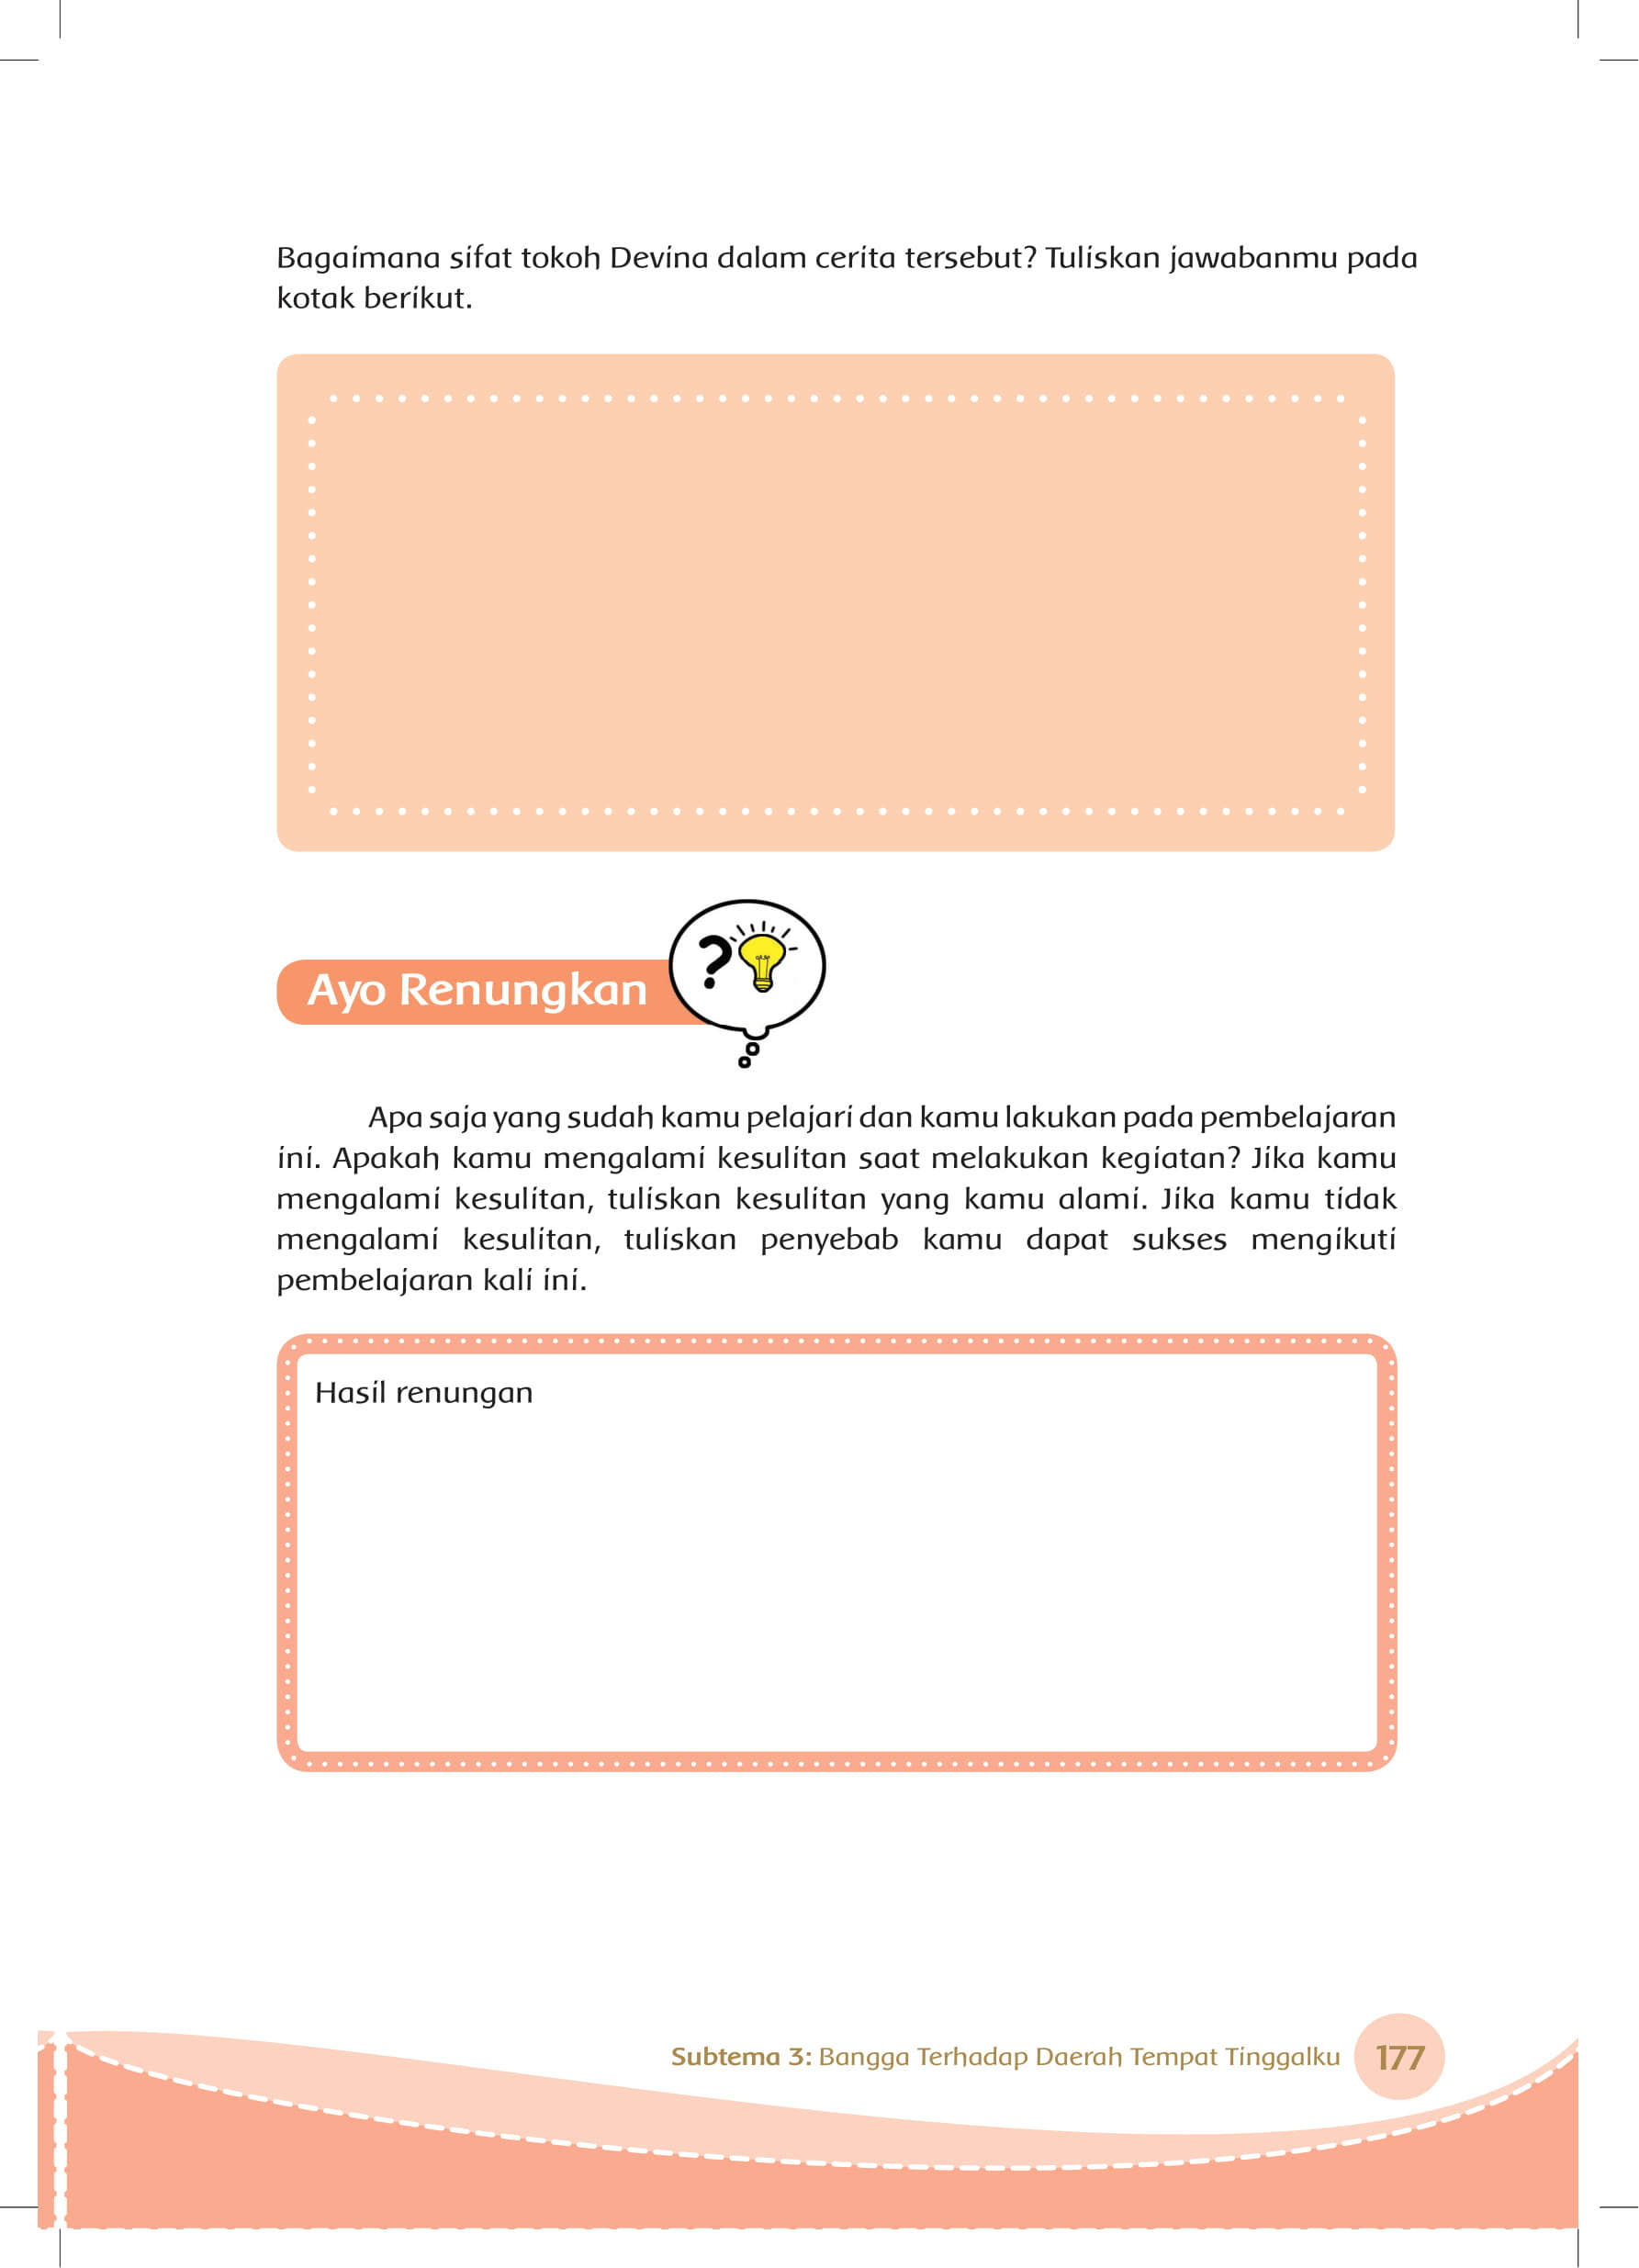 Bagaimana sifat tokoh Devina dalam cerita tersebut? Tuliskan jawabanmu pada
kotak berikut.
Ayo Renungkan
?
Apa saja yang sudah kamu pelajari dan kamu lakukan pada pembelajaran
ini. Apakah kamu mengalami kesulitan saat melakukan kegiatan? Jika kamu
mengalami kesulitan, tuliskan kesulitan yang kamu alami. Jika kamu tidak
mengalami kesulitan, tuliskan penyebab kamu dapat sukses mengikuti
pembelajaran kali ini.
Hasil renungan
Subtema 3: Bangga Terhadap Daerah Tempat Tinggalku 177